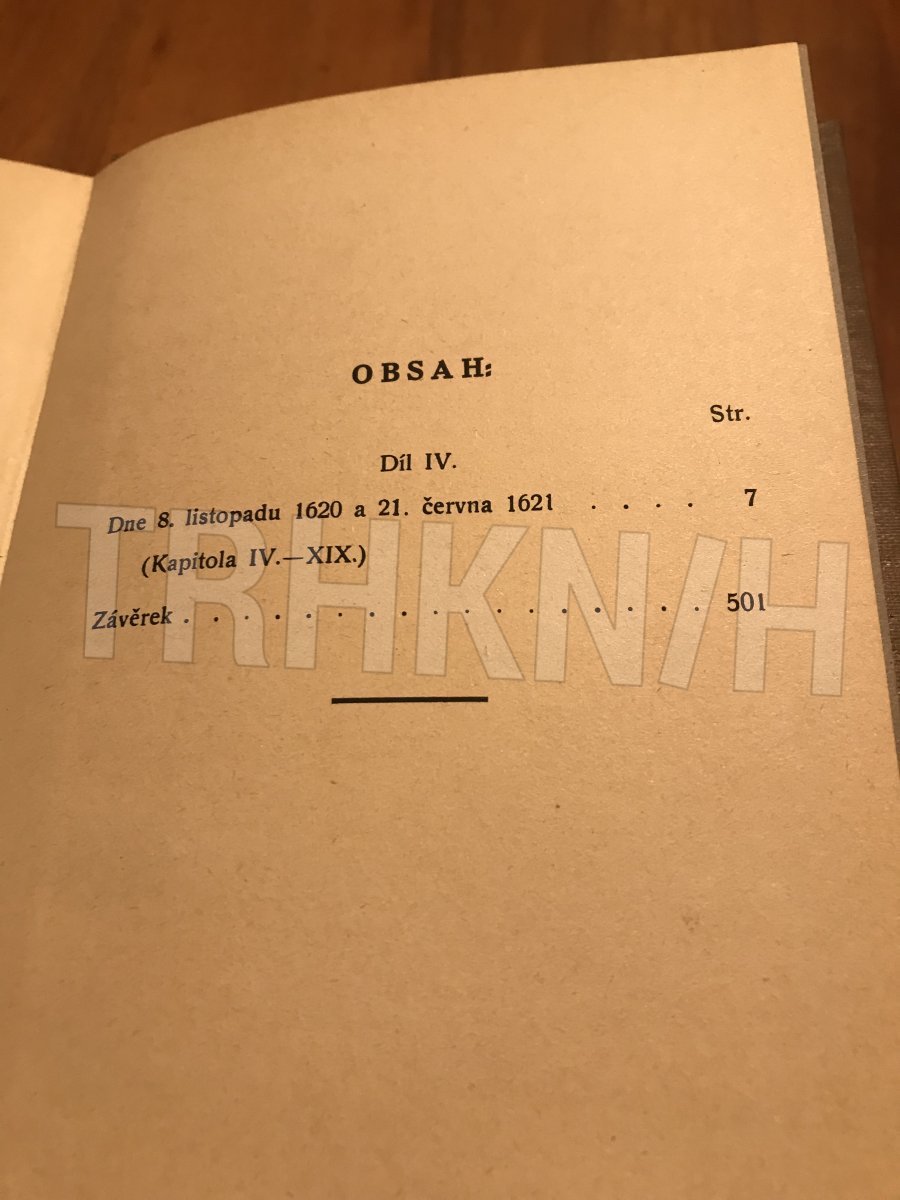 OBSAH:
Str.
Díl IV.
Dne 8. listopadu 1620 a 21. června 1621 . . . . 7
(Kapitola IV.—XIX.)
Závěrek . . . . . . . . . . . . . . . . . 501
TRHKNIH